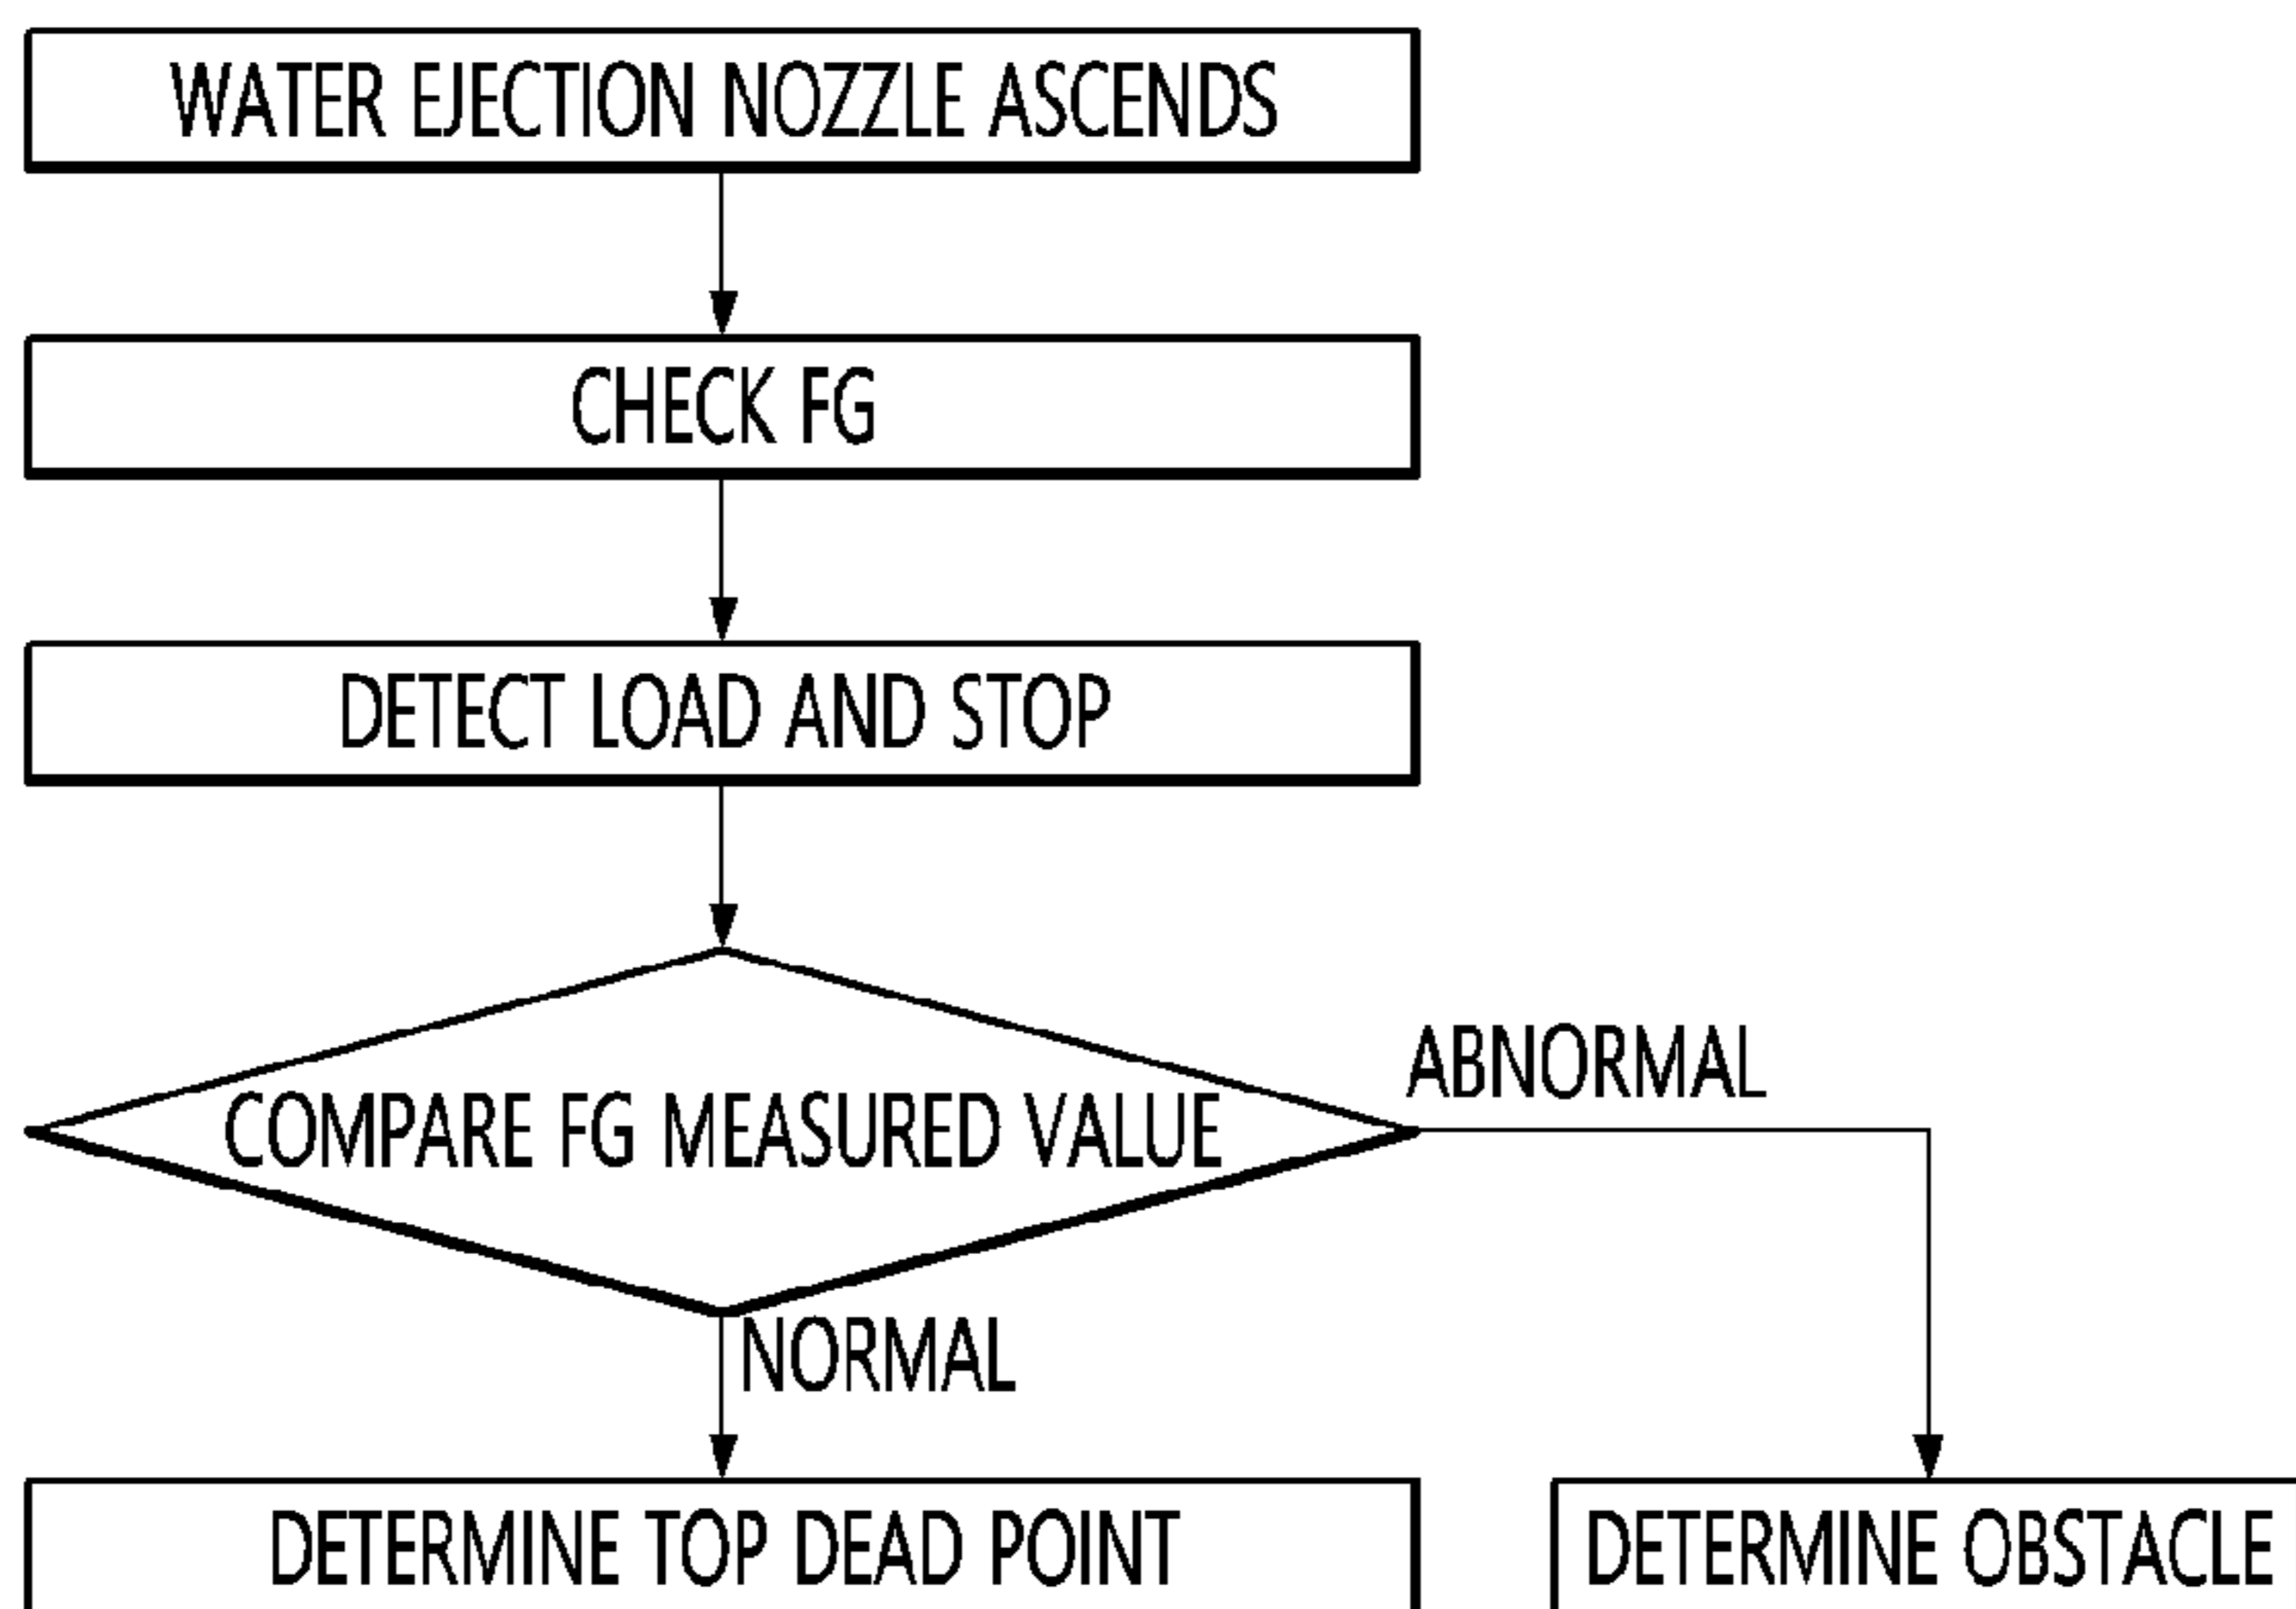 WATER EJECTION NOZZLE ASCENDS
CHECK FG
DETECT LOAD AND STOP
ABNORMAL
COMPARE FG MEASURED VALUE
NORMAL
DETERMINE TOP DEAD POINT
DETERMINE OBSTACLE